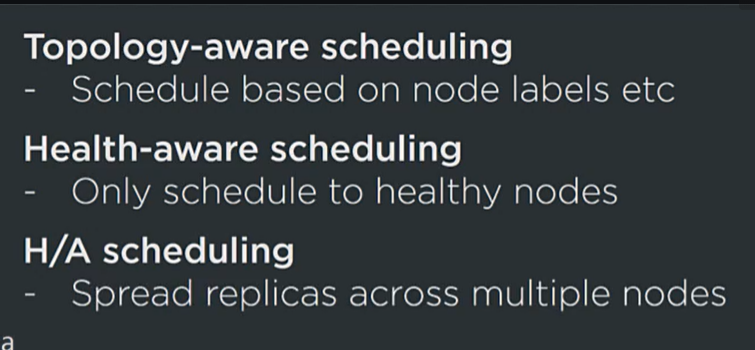 Topology-aware scheduling
- Schedule based on node labels etc
Health-aware scheduling
- Only schedule to healthy nodes
H/A scheduling
- Spread replicas across multiple nodes
a